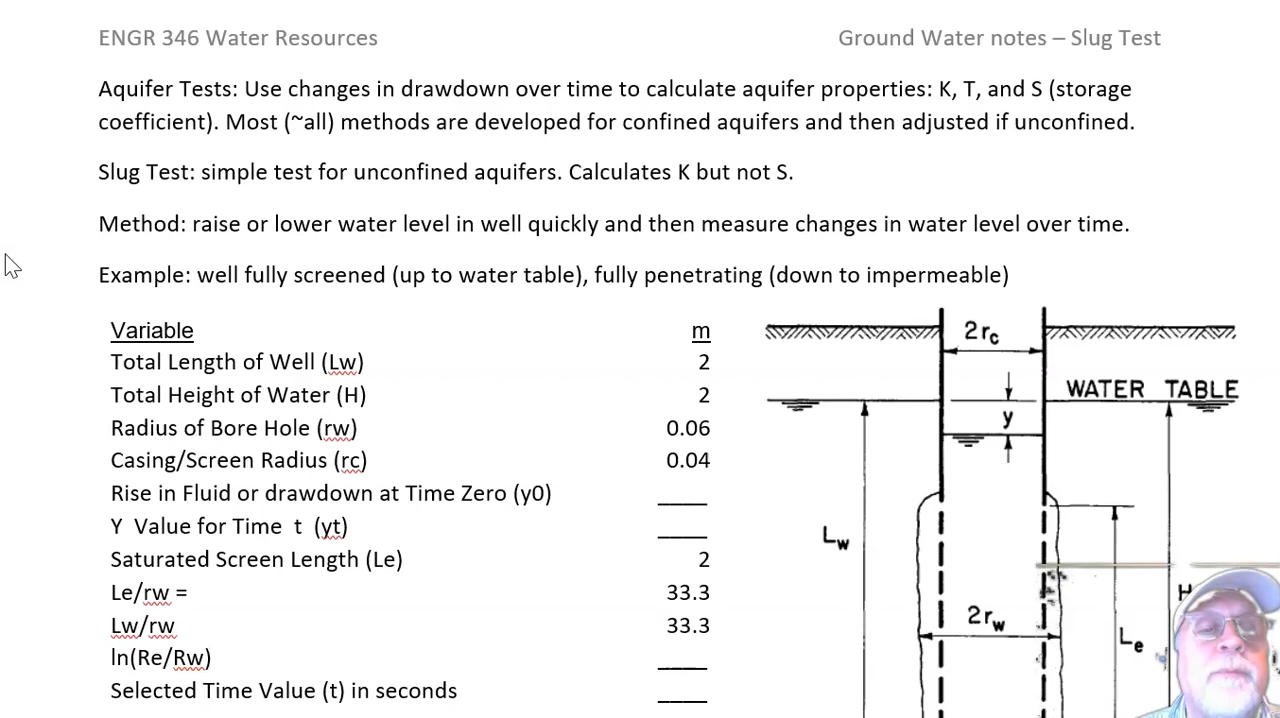 ENGR 346 Water Resources
Ground Water notes – Slug Test
Aquifer Tests: Use changes in drawdown over time to calculate aquifer properties: K, T, and S (storage
coefficient). Most (~all) methods are developed for confined aquifers and then adjusted if unconfined.
Slug Test: simple test for unconfined aquifers. Calculates K but not S.
Method: raise or lower water level in well quickly and then measure changes in water level over time.
Example: well fully screened (up to water table), fully penetrating (down to impermeable)
Variable m
Total Length of Well (Lw) 2
Total Height of Water (H) 2
Radius of Bore Hole (rw) 0.06
Casing/Screen Radius (rc) 0.04
Rise in Fluid or drawdown at Time Zero (y0) ____
Y Value for Time t (yt) ____
Saturated Screen Length (Le) 2
Le/rw = 33.3
Lw/rw 33.3
ln(Re/Rw) ____
Selected Time Value (t) in seconds ____
2rc
WATER TABLE
y
Lw
H
2rw
Le